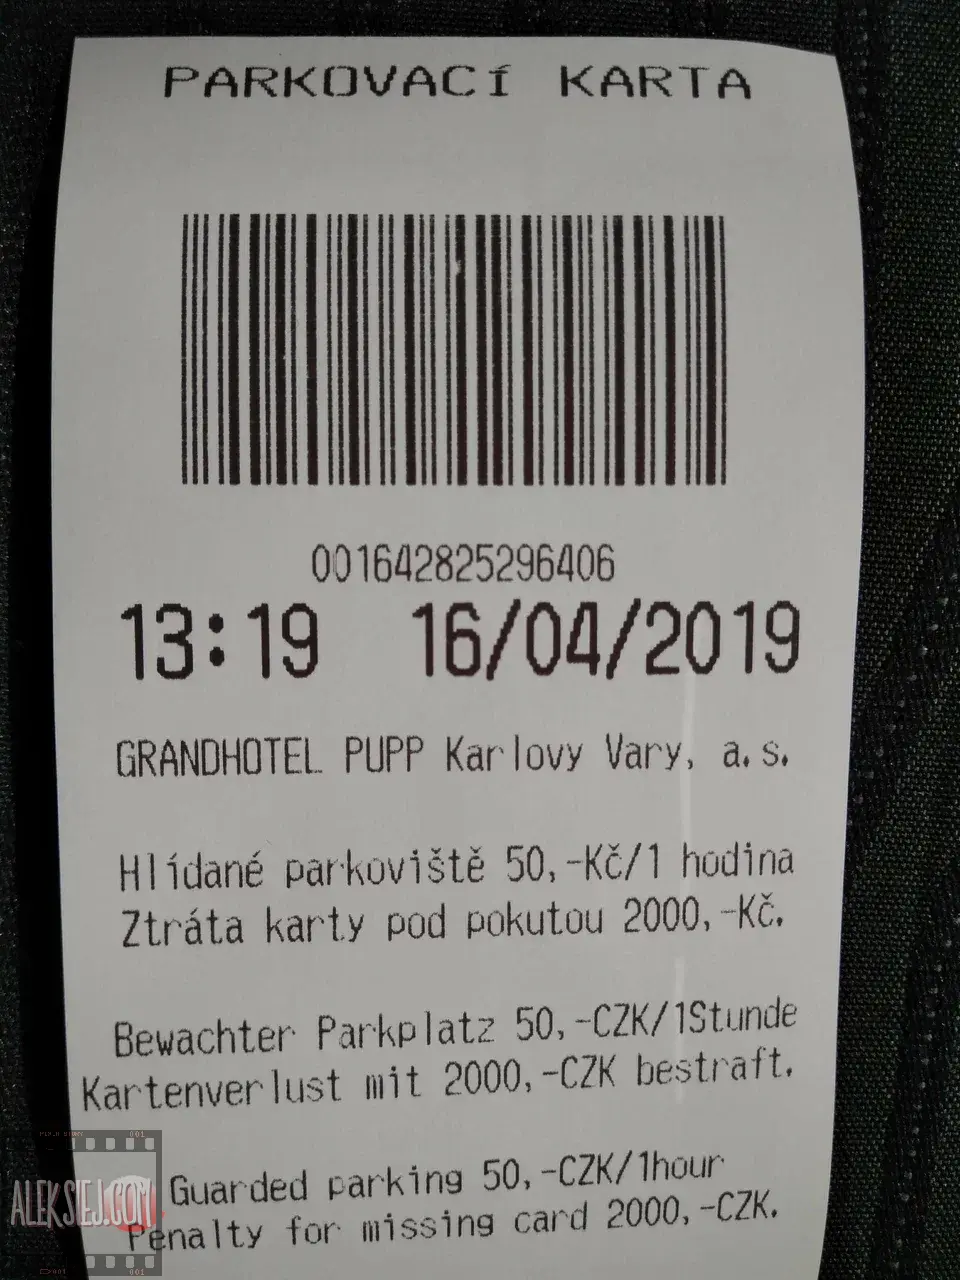 PARKOVACÍ KARTA
001642825296406
13:19 16/04/2019
GRANDHOTEL PUPP Karlovy Vary, a.s.
Hlídané parkoviště 50,-Kč/1 hodina
Ztráta karty pod pokutou 2000,-Kč.
Bewachter Parkplatz 50,-CZK/1Stunde
Kartenverlust mit 2000,-CZK bestraft.
Guarded parking 50,-CZK/1hour
Penalty for missing card 2000,-CZK.
ALEKSIEJ.COM